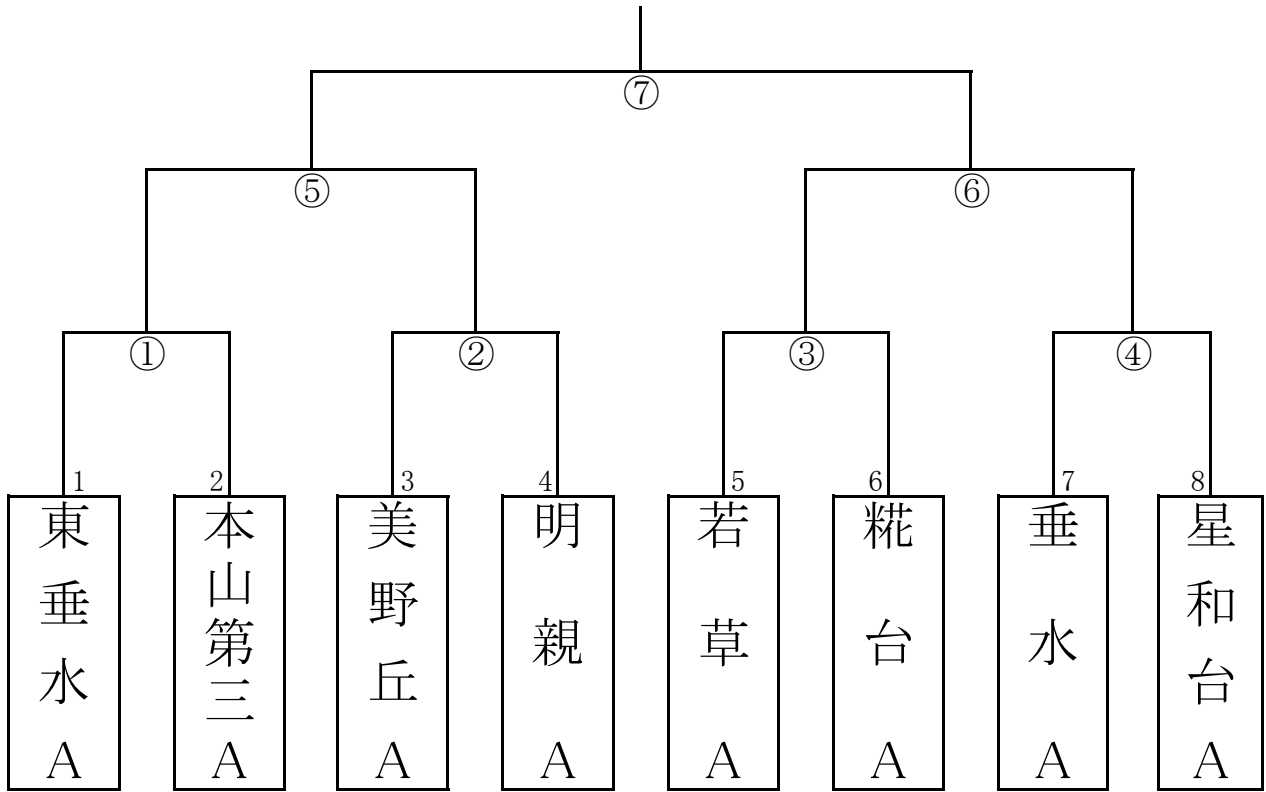 ⑦
⑤ ⑥
① ② ③ ④
1 2 3 4 5 6 7 8
東垂水A
本山第三A
美野丘A
明親A
若草A
糀台A
垂水A
星和台A